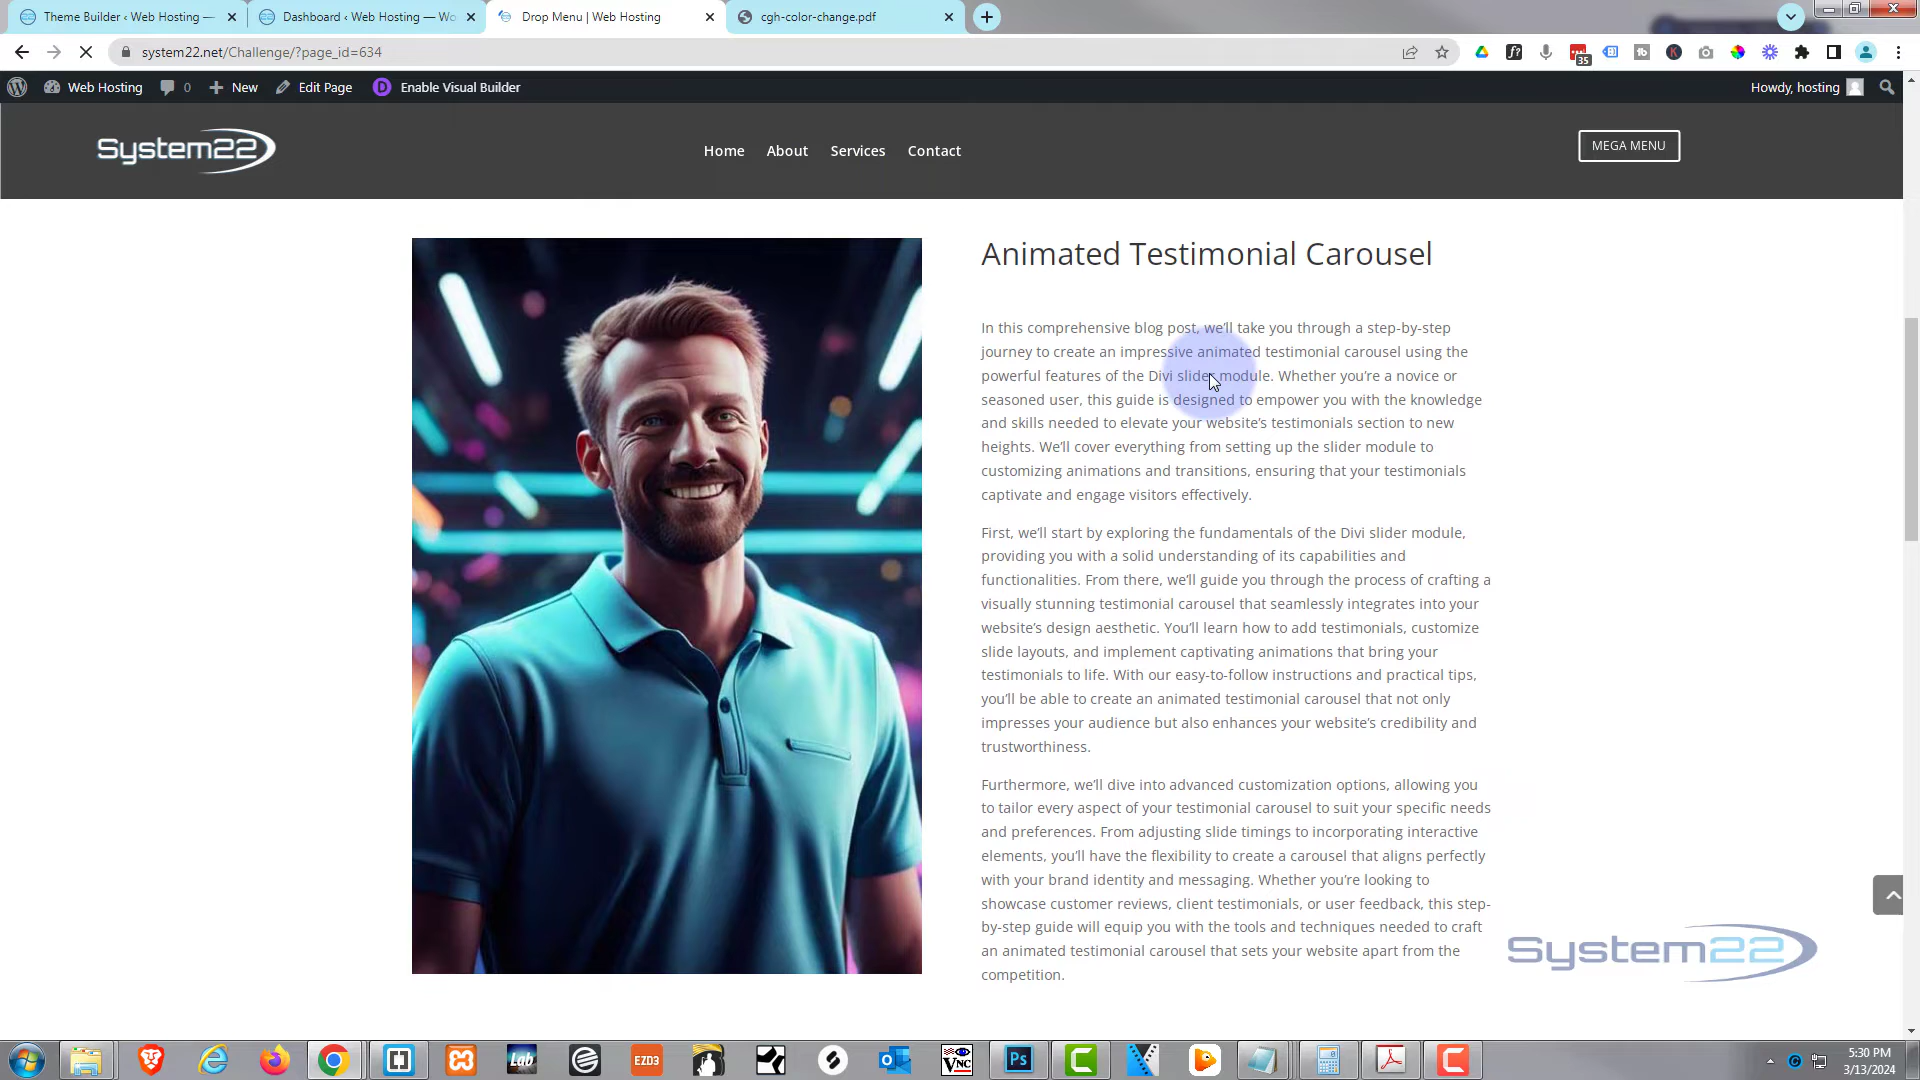 Theme Builder ‹ Web Hosting —
Dashboard ‹ Web Hosting — Wo
Drop Menu | Web Hosting
cgh-color-change.pdf
system22.net/Challenge/?page_id=634
35
Web Hosting
0
New
Edit Page
D
Enable Visual Builder
Howdy, hosting
System22
Home
About
Services
Contact
MEGA MENU
Animated Testimonial Carousel
In this comprehensive blog post, we'll take you through a step-by-step
journey to create an impressive animated testimonial carousel using the
powerful features of the Divi slider module. Whether you're a novice or
seasoned user, this guide is designed to empower you with the knowledge
and skills needed to elevate your website's testimonials section to new
heights. We'll cover everything from setting up the slider module to
customizing animations and transitions, ensuring that your testimonials
captivate and engage visitors effectively.
First, we'll start by exploring the fundamentals of the Divi slider module,
providing you with a solid understanding of its capabilities and
functionalities. From there, we'll guide you through the process of crafting a
visually stunning testimonial carousel that seamlessly integrates into your
website's design aesthetic. You'll learn how to add testimonials, customize
slide layouts, and implement captivating animations that bring your
testimonials to life. With our easy-to-follow instructions and practical tips,
you'll be able to create an animated testimonial carousel that not only
impresses your audience but also enhances your website's credibility and
trustworthiness.
Furthermore, we'll dive into advanced customization options, allowing you
to tailor every aspect of your testimonial carousel to suit your specific needs
and preferences. From adjusting slide timings to incorporating interactive
elements, you'll have the flexibility to create a carousel that aligns perfectly
with your brand identity and messaging. Whether you're looking to
showcase customer reviews, client testimonials, or user feedback, this step-
by-step guide will equip you with the tools and techniques needed to craft
an animated testimonial carousel that sets your website apart from the
competition.
System22
Lab
EZD3
VNC
Ps
5:30 PM
3/13/2024